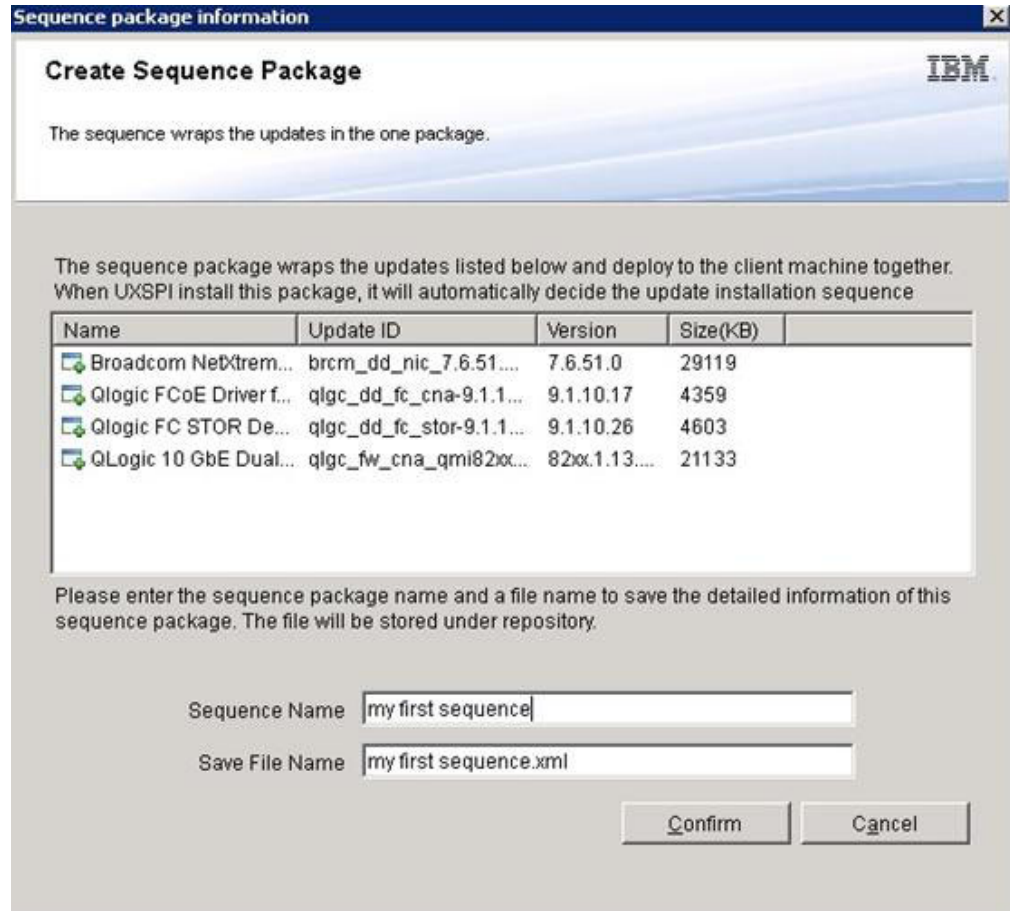 Sequence package information
Create Sequence Package
IBM
The sequence wraps the updates in the one package.
The sequence package wraps the updates listed below and deploy to the client machine together.
When UXSPI install this package, it will automatically decide the update installation sequence
Name Update ID Version Size(KB)
Broadcom NetXtrem... brcm_dd_nic_7.6.51.... 7.6.51.0 29119
Qlogic FCoE Driver f... qlgc_dd_fc_cna-9.1.1... 9.1.10.17 4359
Qlogic FC STOR De... qlgc_dd_fc_stor-9.1.1... 9.1.10.26 4603
QLogic 10 GbE Dual... qlgc_fw_cna_qmi82xx... 82xx.1.13.... 21133
Please enter the sequence package name and a file name to save the detailed information of this
sequence package. The file will be stored under repository.
Sequence Name my first sequence
Save File Name my first sequence.xml
Confirm Cancel